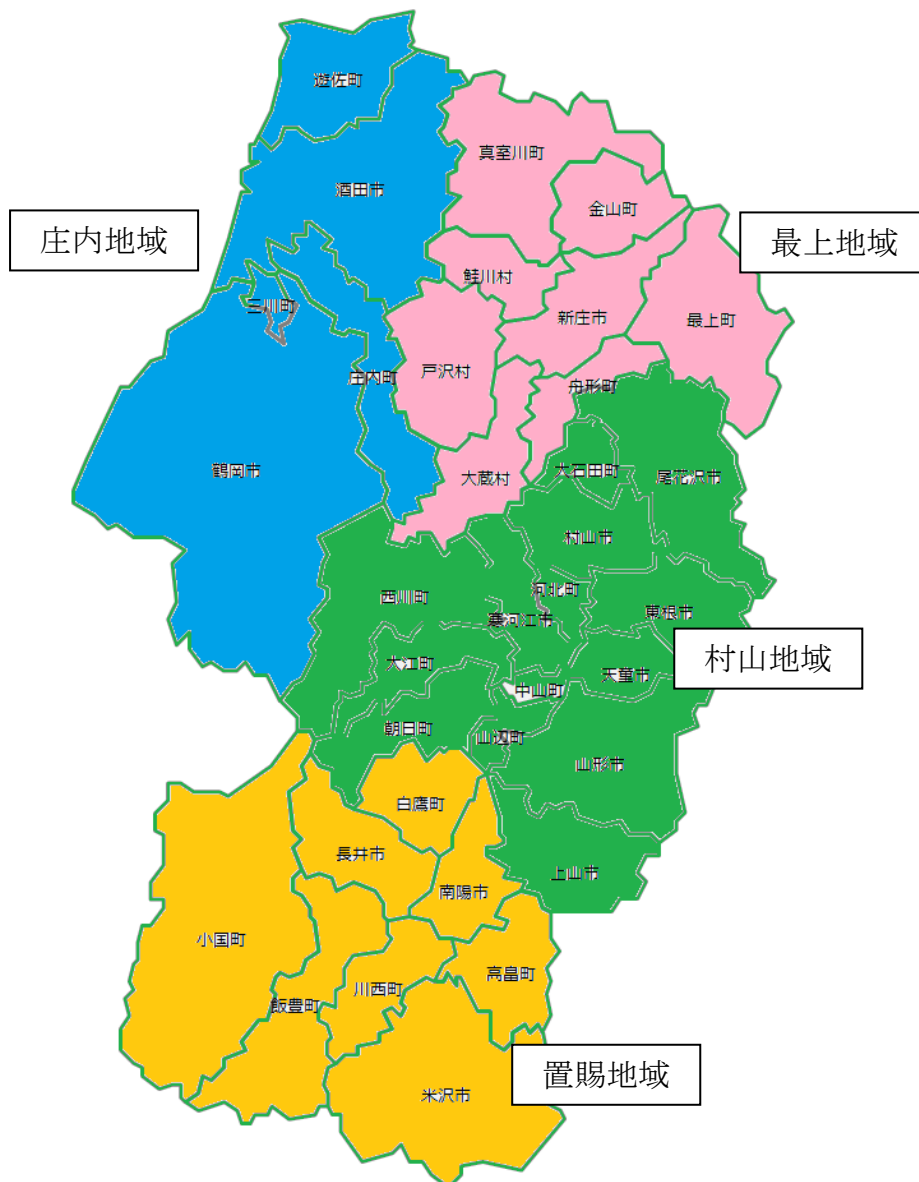 遊佐町
真室川町
酒田市
金山町
庄内地域
最上地域
鮭川村
三川町
新庄市
最上町
戸沢村
庄内町
舟形町
鶴岡市
大蔵村
大石田町
尾花沢市
村山市
河北町
西川町
寒河江市
東根市
大江町
村山地域
天童市
中山町
朝日町
山辺町
山形市
白鷹町
長井市
上山市
南陽市
小国町
高畠町
川西町
飯豊町
置賜地域
米沢市